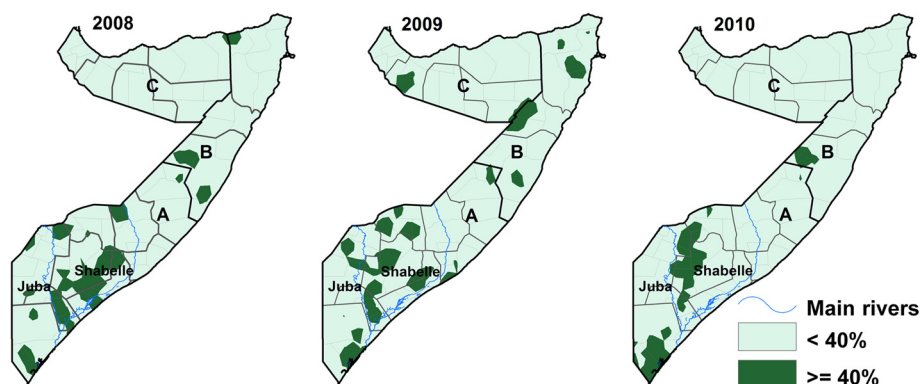 2008
2009
2010
C
B
A
Shabelle
Juba
C
B
A
Shabelle
Juba
B
A
Shabelle
Juba
C
Main rivers
< 40%
>= 40%